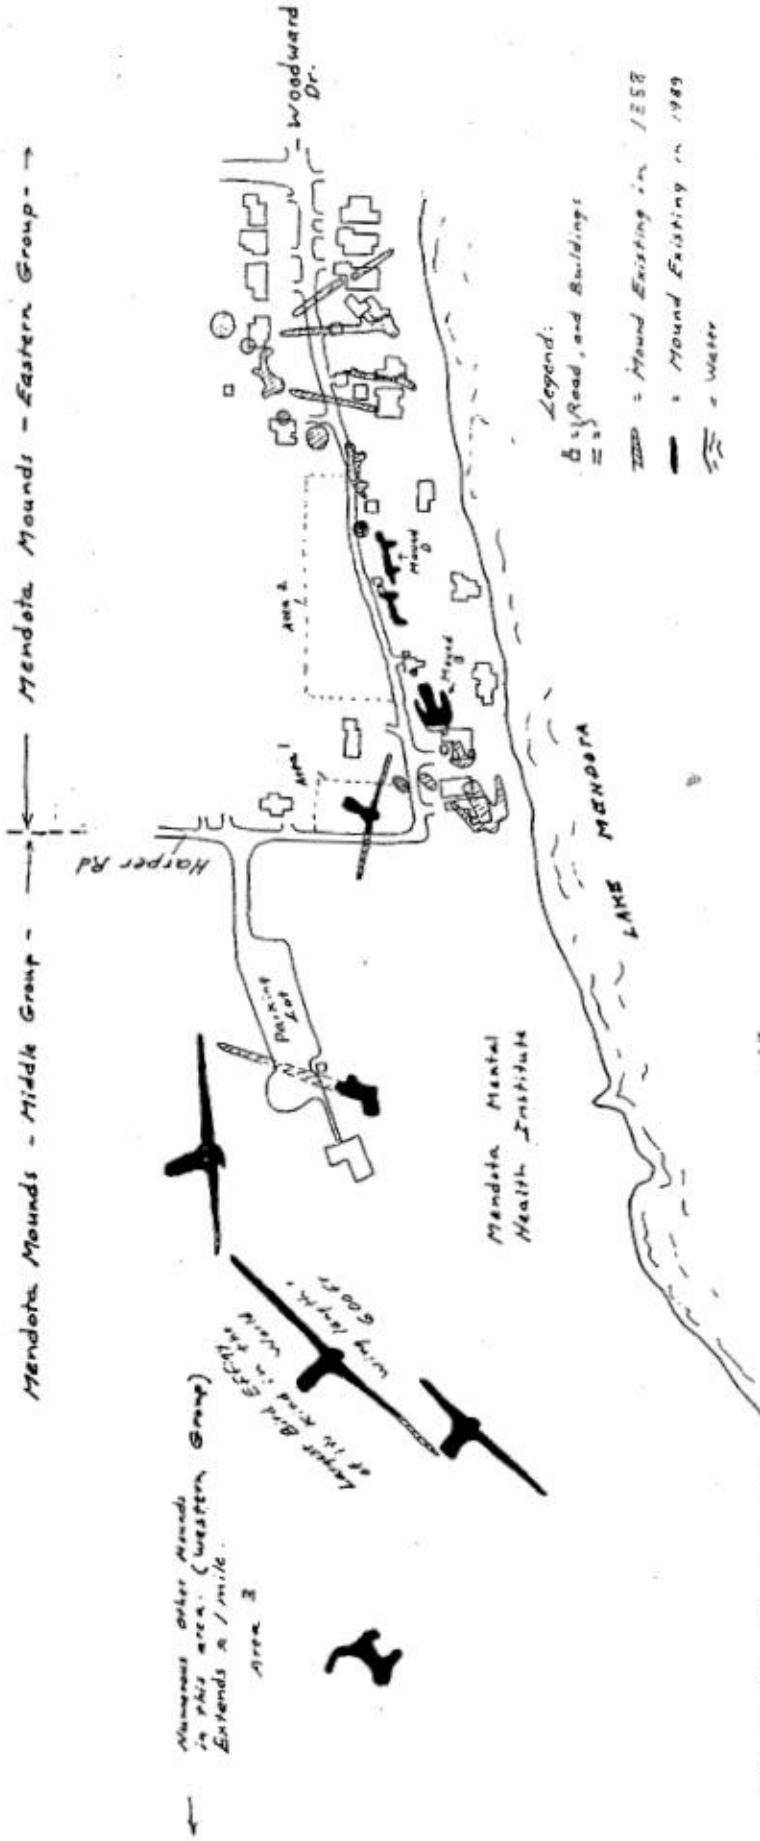 Mendota Mounds - Middle Group -
Mendota Mounds - Eastern Group -
Numerous Other Mounds
in this area. (Western Group)
Extends ≈ 1 mile.
Area 3
Largest Bird Effigy
of its kind in the
World
wing length:
600 ft
Parking
Lot
Harper Rd
Area 1
Area 2
Mound
B
Mound
D
- Woodward
Dr.
Mendota Mental
Health Institute
LAKE MENDOTA
Legend:
= Road, and Buildings
= Mound Existing in 1858
= Mound Existing in 1989
= Water